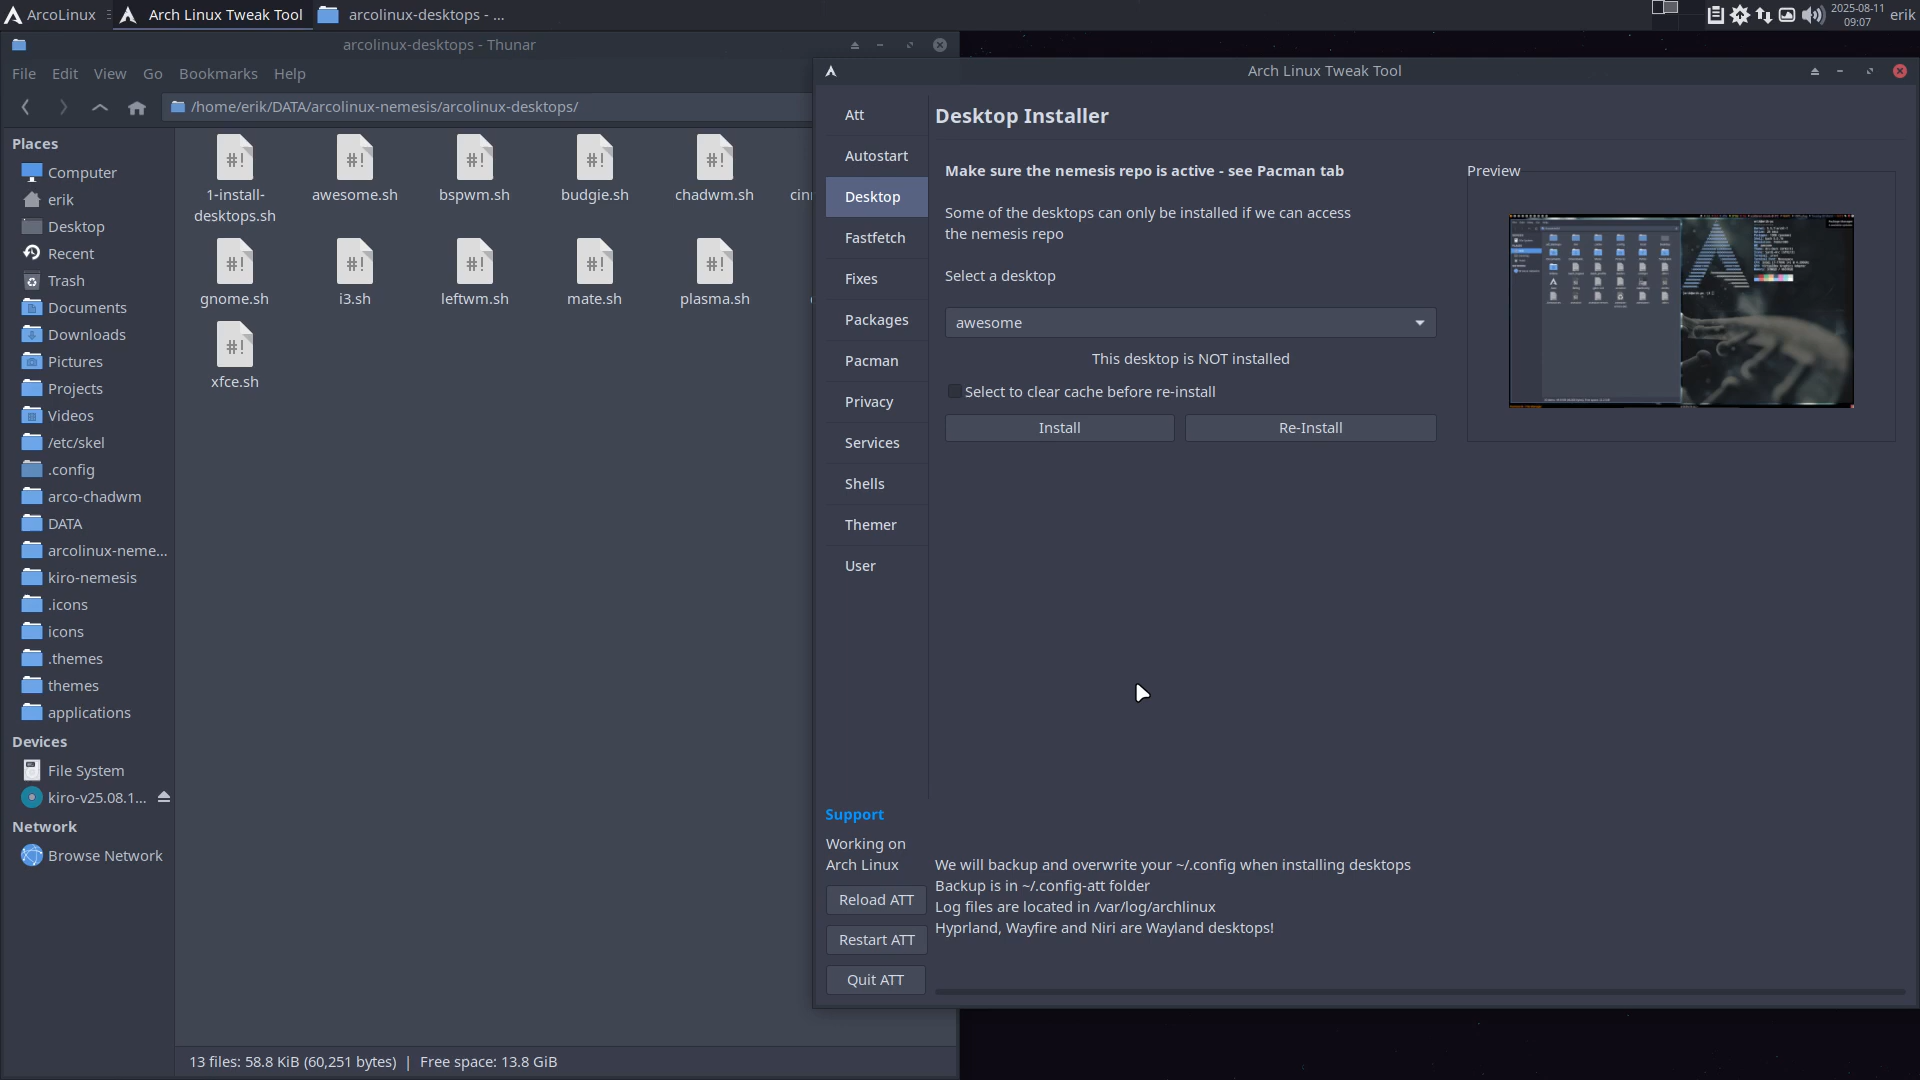 ArcoLinux
Arch Linux Tweak Tool
arcolinux-desktops - ...
2025-08-11
09:07
erik
arcolinux-desktops - Thunar
File Edit View Go Bookmarks Help
/home/erik/DATA/arcolinux-nemesis/arcolinux-desktops/
Places
Computer
erik
Desktop
Recent
Trash
Documents
Downloads
Pictures
Projects
Videos
/etc/skel
.config
arco-chadwm
DATA
arcolinux-neme...
kiro-nemesis
.icons
icons
.themes
themes
applications
Devices
File System
kiro-v25.08.1...
Network
Browse Network
#! #! #! #! #!
1-install-
desktops.sh
awesome.sh
bspwm.sh
budgie.sh
chadwm.sh
cin
#! #! #! #! #!
gnome.sh
i3.sh
leftwm.sh
mate.sh
plasma.sh
#!
xfce.sh
13 files: 58.8 KiB (60,251 bytes) | Free space: 13.8 GiB
Arch Linux Tweak Tool
Att
Autostart
Desktop
Fastfetch
Fixes
Packages
Pacman
Privacy
Services
Shells
Themer
User
Support
Working on
Arch Linux
Reload ATT
Restart ATT
Quit ATT
Desktop Installer
Make sure the nemesis repo is active - see Pacman tab
Some of the desktops can only be installed if we can access
the nemesis repo
Select a desktop
awesome
This desktop is NOT installed
Select to clear cache before re-install
Install
Re-Install
Preview
We will backup and overwrite your ~/.config when installing desktops
Backup is in ~/.config-att folder
Log files are located in /var/log/archlinux
Hyprland, Wayfire and Niri are Wayland desktops!